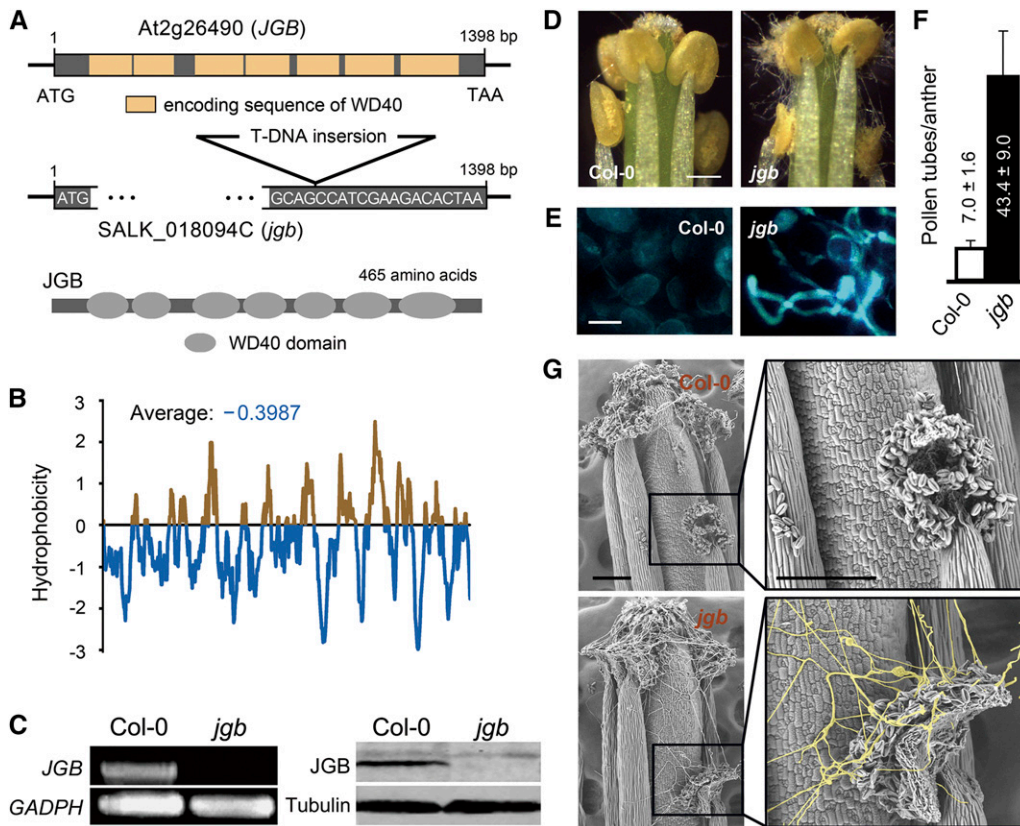 A
1
At2g26490 (JGB)
1398 bp
ATG
TAA
encoding sequence of WD40
T-DNA insersion
1
1398 bp
ATG
... ...
GCAGCCATCGAAGACACTAA
SALK_018094C (jgb)
JGB
465 amino acids
WD40 domain
B
Average: −0.3987
Hydrophobicity
3
2
1
0
-1
-2
-3
C
Col-0 jgb
JGB
GADPH
Col-0 jgb
JGB
Tubulin
D
Col-0
jgb
E
Col-0
jgb
F
Pollen tubes/anther
7.0 ± 1.6
43.4 ± 9.0
Col-0
jgb
G
Col-0
jgb